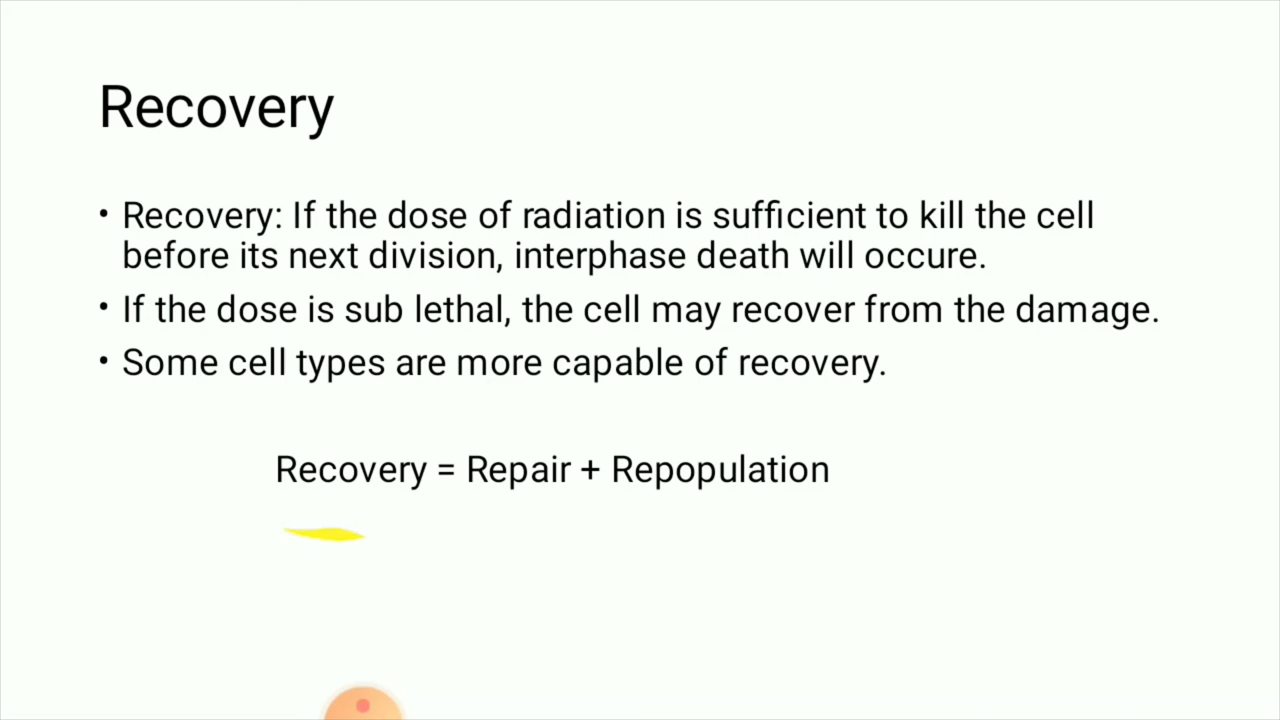 Recovery
• Recovery: If the dose of radiation is sufficient to kill the cell
before its next division, interphase death will occure.
• If the dose is sub lethal, the cell may recover from the damage.
• Some cell types are more capable of recovery.
Recovery = Repair + Repopulation